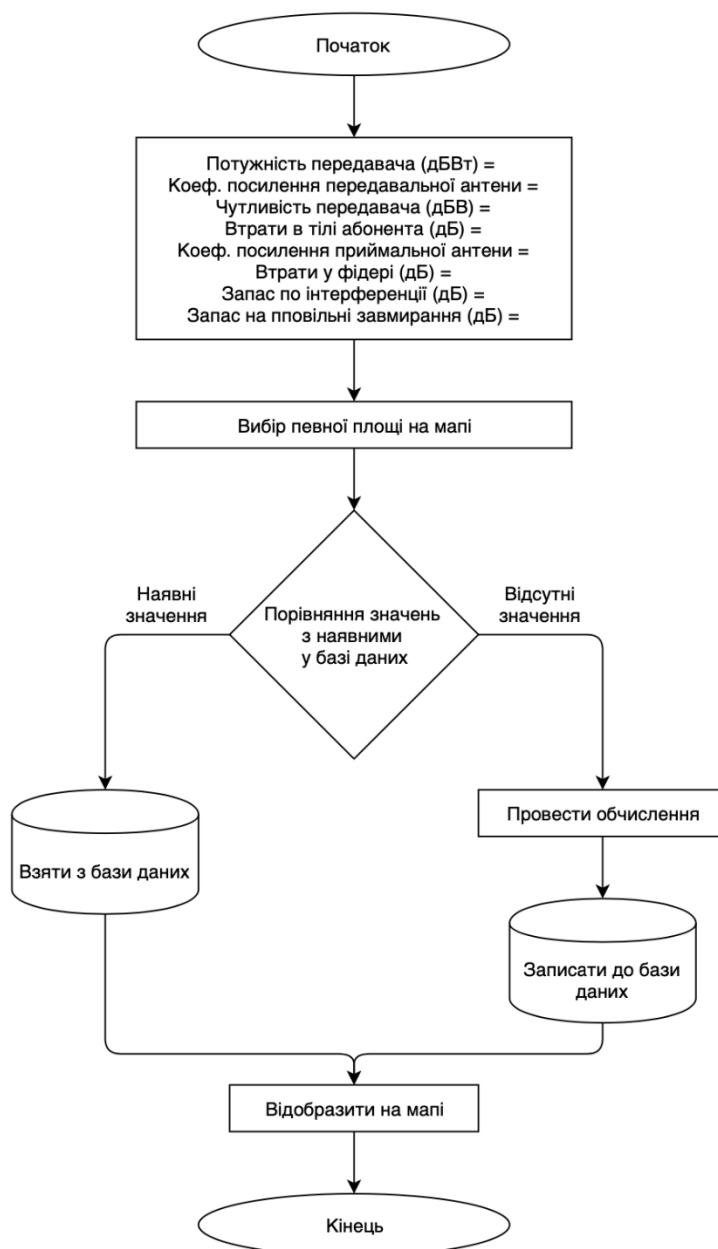 Початок
Потужність передавача (дБВт) =
Коеф. посилення передавальної антени =
Чутливість передавача (дБВ) =
Втрати в тілі абонента (дБ) =
Коеф. посилення приймальної антени =
Втрати у фідері (дБ) =
Запас по інтерференції (дБ) =
Запас на пповільні завмирання (дБ) =
Вибір певної площі на мапі
Наявні
значення
Порівняння значень
з наявними
у базі даних
Відсутні
значення
Взяти з бази даних
Провести обчислення
Записати до бази
даних
Відобразити на мапі
Кінець